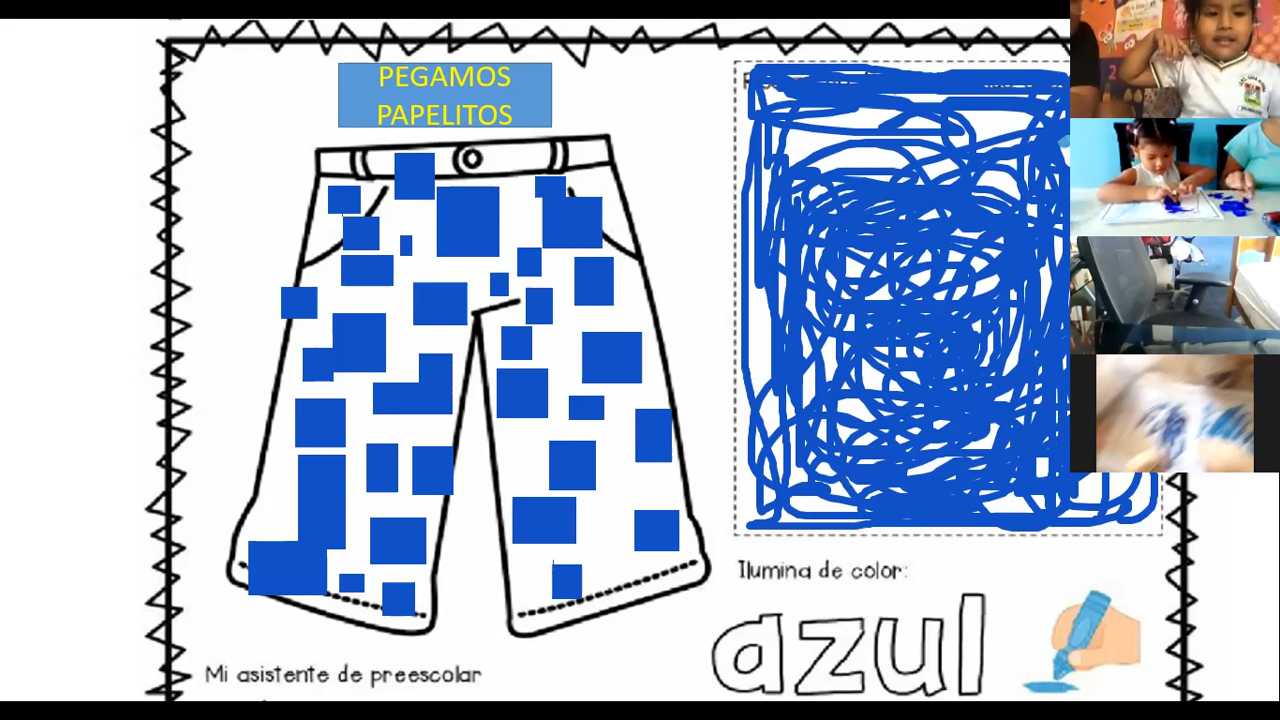 PEGAMOS
PAPELITOS
Ilumina de color:
azul
Mi asistente de preescolar